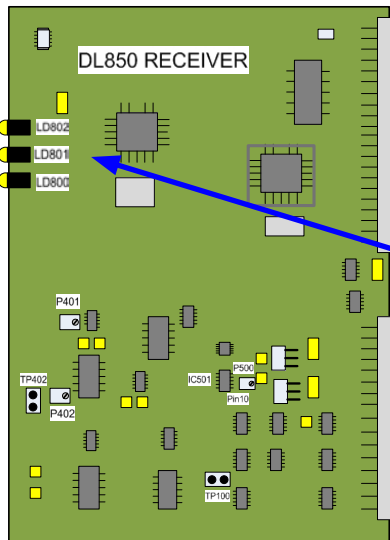 DL850 RECEIVER
LD802
LD801
LD800
P401
TP402
P402
IC501
P500
Pin10
TP100